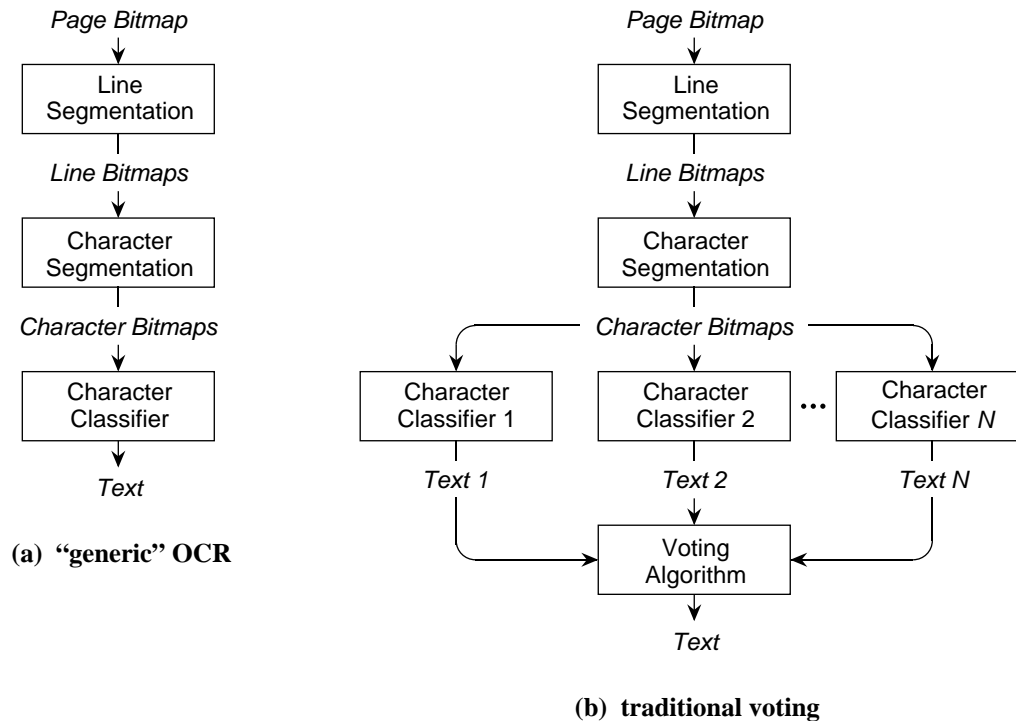 Page Bitmap
Line
Segmentation
Line Bitmaps
Character
Segmentation
Character Bitmaps
Character
Classifier
Text
(a) “generic” OCR
Page Bitmap
Line
Segmentation
Line Bitmaps
Character
Segmentation
Character Bitmaps
Character
Classifier 1
Character
Classifier 2
...
Character
Classifier N
Text 1
Text 2
Text N
Voting
Algorithm
Text
(b) traditional voting